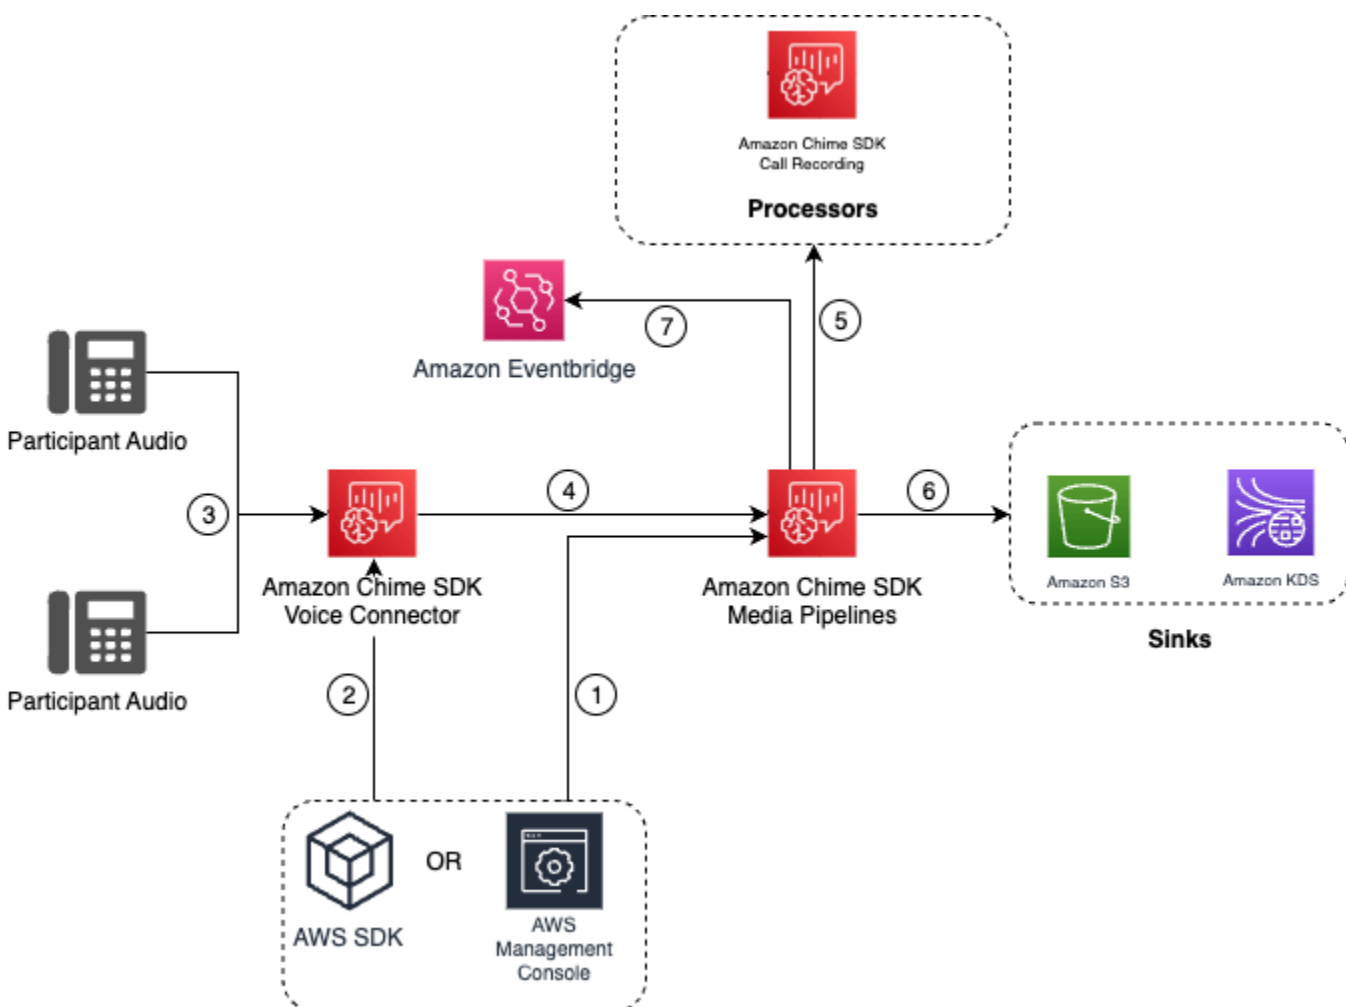 Amazon Chime SDK
Call Recording
Processors
7
5
Amazon Eventbridge
Participant Audio
3
4
6
Amazon Chime SDK
Voice Connector
Amazon Chime SDK
Media Pipelines
Amazon S3
Amazon KDS
Sinks
Participant Audio
2
1
OR
AWS SDK
AWS
Management
Console